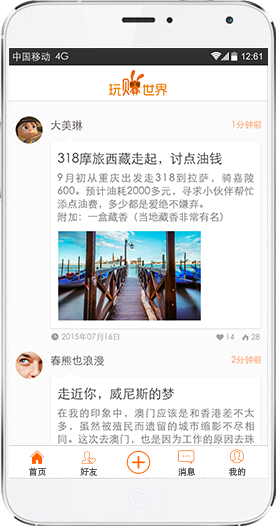 中国移动 4G 12:61
玩赚世界
大美琳 1分钟前
318摩旅西藏走起，讨点油钱
9月初从重庆出发走318到拉萨，骑嘉陵
600。预计油耗2000多元，寻求小伙伴帮忙
添点油费，多少都是爱绝不嫌弃。
附加：一盒藏香（当地藏香非常有名）
2015年07月16日 14 28
春熊也浪漫 2分钟前
走近你，威尼斯的梦
在我的印象中，澳门应该是和香港差不太
多，虽然被殖民而遗留的城市缩影不尽相
同。这次去澳门，也是因为工作的原因去珠
首页 好友 消息 我的